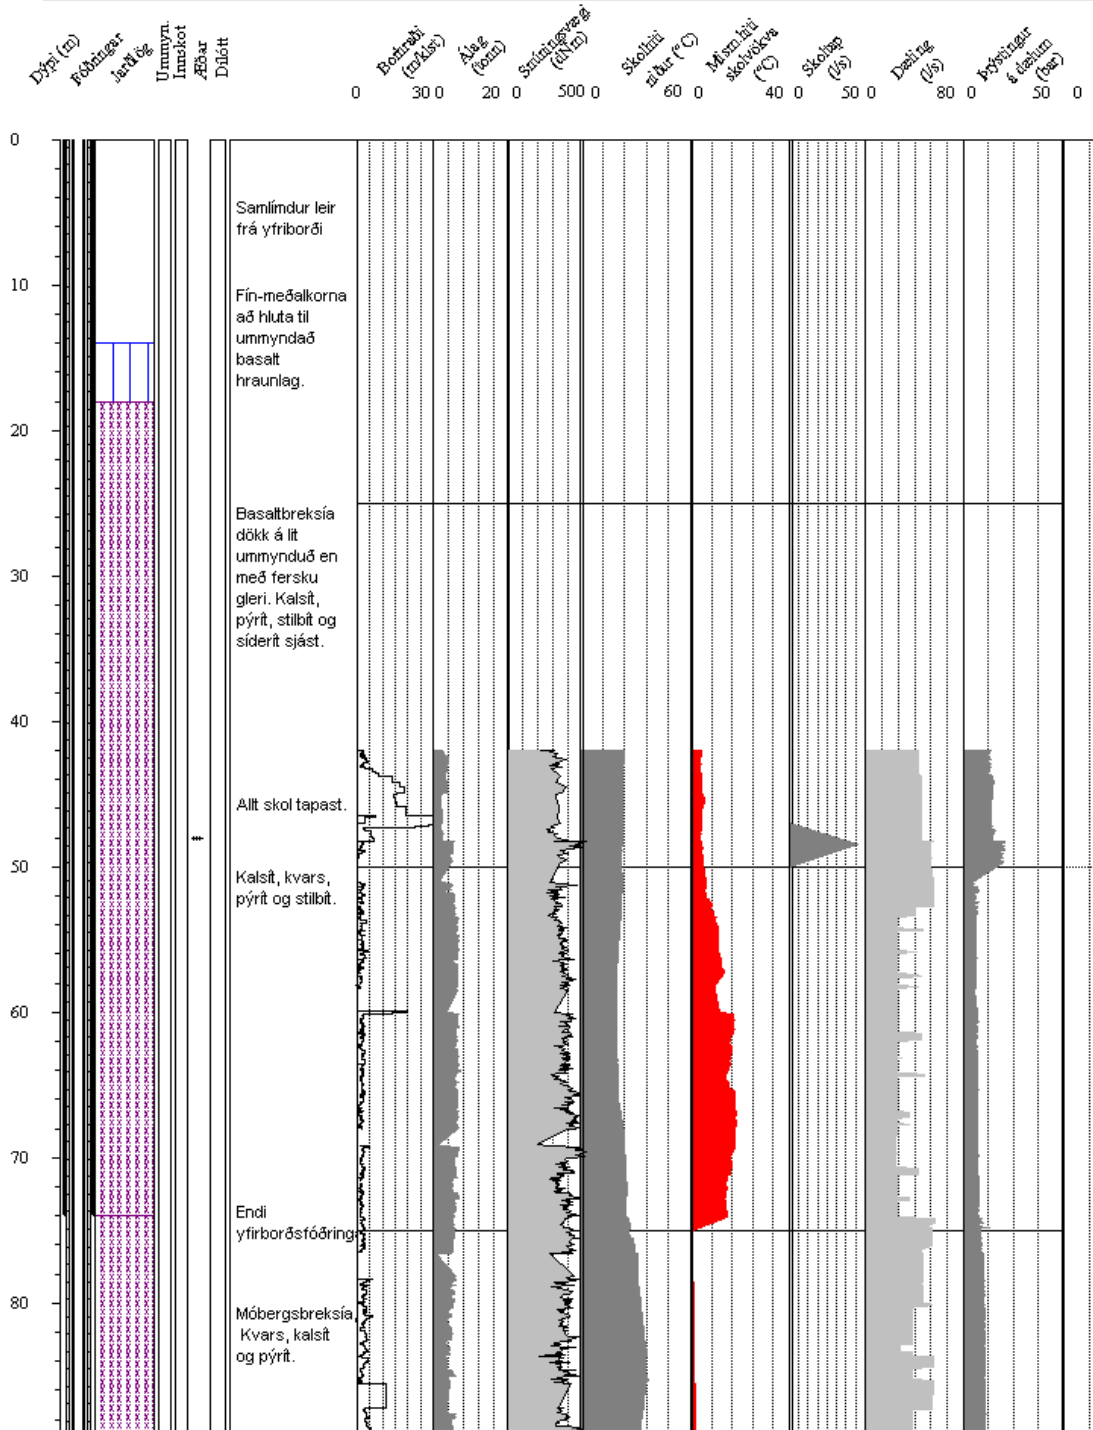 Dýpi (m)
Fóðringar
Jarðlög
Ummyn.
Innskot
Æðar
Dílótt
Borhraði
(m/klst)
Álag
(tonn)
Snúningsvægi
(dNm)
Skolhiti
niður (°C)
Mism.hiti
skolvökva
(°C)
Skoltap
(l/s)
Dæling
(l/s)
Þrýstingur
á dælum
(bar)
0 30 0 20 0 500 0 60 0 40 0 50 0 80 0 50 0
0
Samlímdur leir
frá yfriborði
10
Fín-meðalkorna
að hluta til
ummyndað
basalt
hraunlag.
20
Basaltbreksía
dökk á lit
ummynduð en
30
með fersku
gleri. Kalsít,
pýrít, stilbít og
síderít sjást.
40
Allt skol tapast.
50
Kalsít, kvars,
pýrít og stilbít.
60
70
Endi
yfirborðsfóðring
80
Móbergsbreksía
Kvars, kalsít
og pýrít.